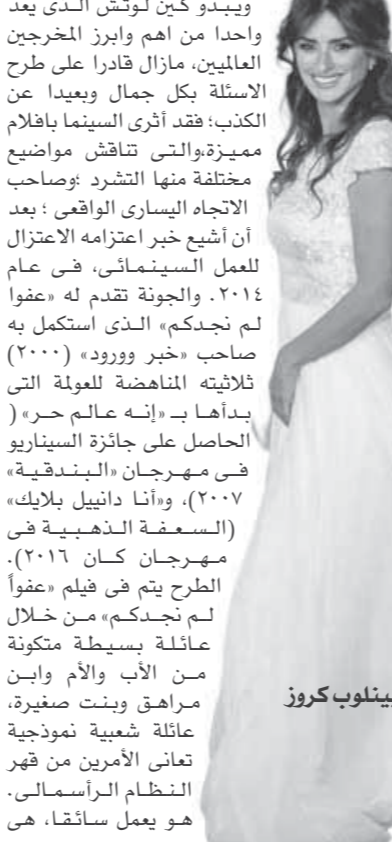 ويبدو كين لوتش الذى يعد
واحدا من اهم وابرز المخرجين
العالميين، مازال قادرا على طرح
الاسئلة بكل جمال وبعيدا عن
الكذب؛ فقد أثرى السينما بافلام
مميزة،والتى تناقش مواضيع
مختلفة منها التشرد ؛وصاحب
الاتجاه اليسارى الواقعى ؛ بعد
أن أشيع خبر اعتزامه الاعتزال
للعمل السينمائى، فى عام
٢٠١٤. والجونة تقدم له «عفوا
لم نجدكم» الذى استكمل به
صاحب «خبر وورود» (٢٠٠٠)
ثلاثيته المناهضة للعولمة التى
بدأها بـ «إنه عالم حر» (
الحاصل على جائزة السيناريو
فى مهرجان «البندقية»
٢٠٠٧)، و«أنا دانييل بلايك»
(السعفة الذهبية فى
مهرجان كان ٢٠١٦).
الطرح يتم فى فيلم «عفواً
لم نجدكم» من خلال
عائلة بسيطة متكونة
من الأب والأم وابن
مراهق وبنت صغيرة،
عائلة شعبية نموذجية
تعانى الأمرين من قهر
النظام الرأسمالى.
هو يعمل سائقا، هى
بينلوب كروز